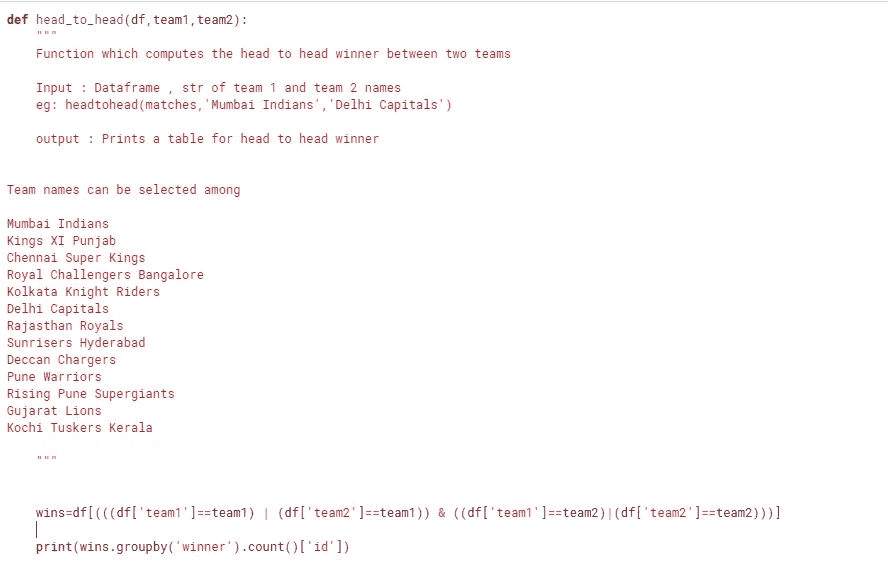 def head_to_head(df,team1,team2):
"""
Function which computes the head to head winner between two teams
Input : Dataframe , str of team 1 and team 2 names
eg: headtohead(matches,'Mumbai Indians','Delhi Capitals')
output : Prints a table for head to head winner
Team names can be selected among
Mumbai Indians
Kings XI Punjab
Chennai Super Kings
Royal Challengers Bangalore
Kolkata Knight Riders
Delhi Capitals
Rajasthan Royals
Sunrisers Hyderabad
Deccan Chargers
Pune Warriors
Rising Pune Supergiants
Gujarat Lions
Kochi Tuskers Kerala
"""
wins=df[(((df['team1']==team1) | (df['team2']==team1)) & ((df['team1']==team2)|(df['team2']==team2)))]
print(wins.groupby('winner').count()['id'])